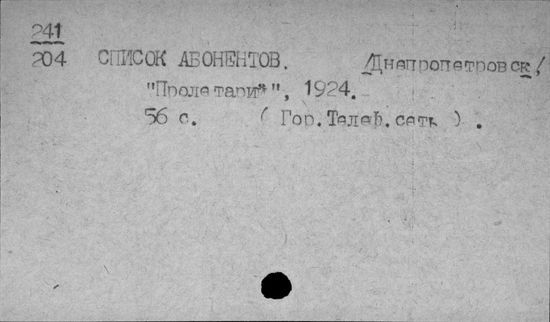 241
204 СПИСОК АБОНЕНТОВ. /Днепропетровск/
"Пролетарий", 1924.
56 с. ( Гор.Телеф.сеть ) .